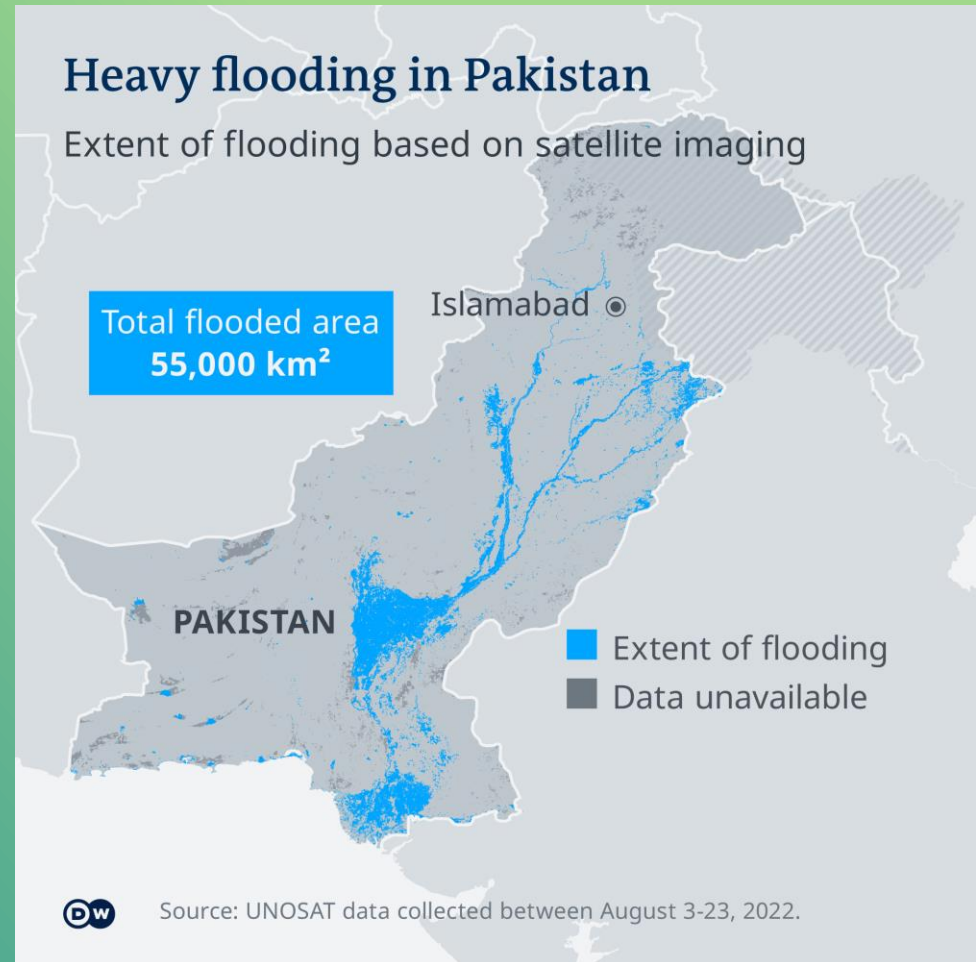 Heavy flooding in Pakistan
Extent of flooding based on satellite imaging
Islamabad
Total flooded area
55,000 km²
PAKISTAN
Extent of flooding
Data unavailable
DW
Source: UNOSAT data collected between August 3-23, 2022.